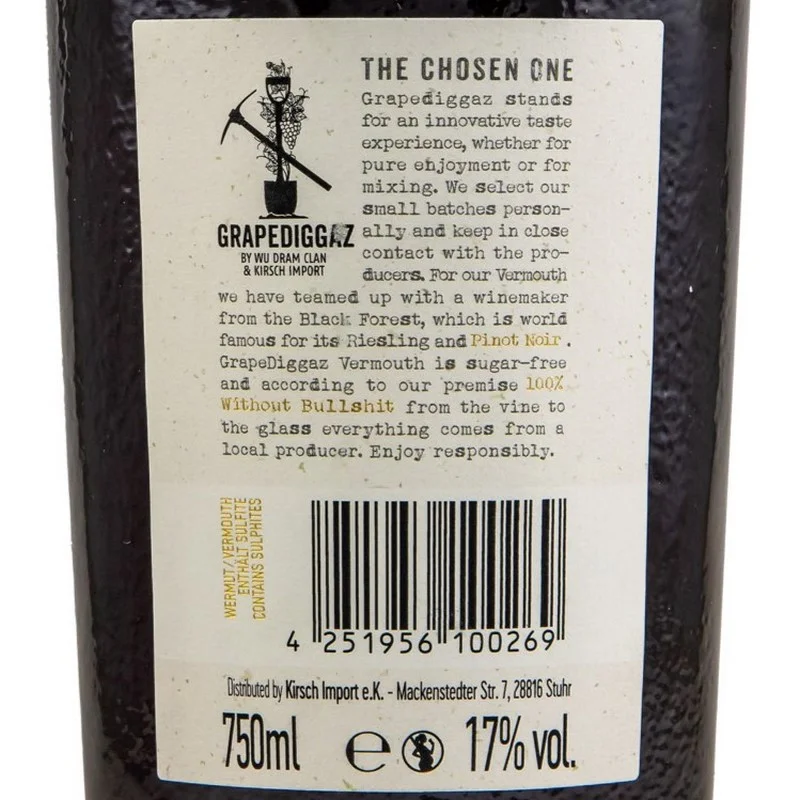 THE CHOSEN ONE
Grapediggaz stands
for an innovative taste
experience, whether for
pure enjoyment or for
mixing. We select our
small batches person-
ally and keep in close
contact with the pro-
ducers. For our Vermouth
we have teamed up with a winemaker
from the Black Forest, which is world
famous for its Riesling and Pinot Noir.
GrapeDiggaz Vermouth is sugar-free
and according to our premise 100%
Without Bullshit from the vine to
the glass everything comes from a
local producer. Enjoy responsibly.
GRAPEDIGGAZ
BY WU DRAM CLAN
& KIRSCH IMPORT
WERMUT/VERMOUTH
ENTHÄLT SULFITE
CONTAINS SULPHITES
4 251956 100269
Distributed by Kirsch Import e.K. - Mackenstedter Str. 7, 28816 Stuhr
750ml ℮ 17% vol.